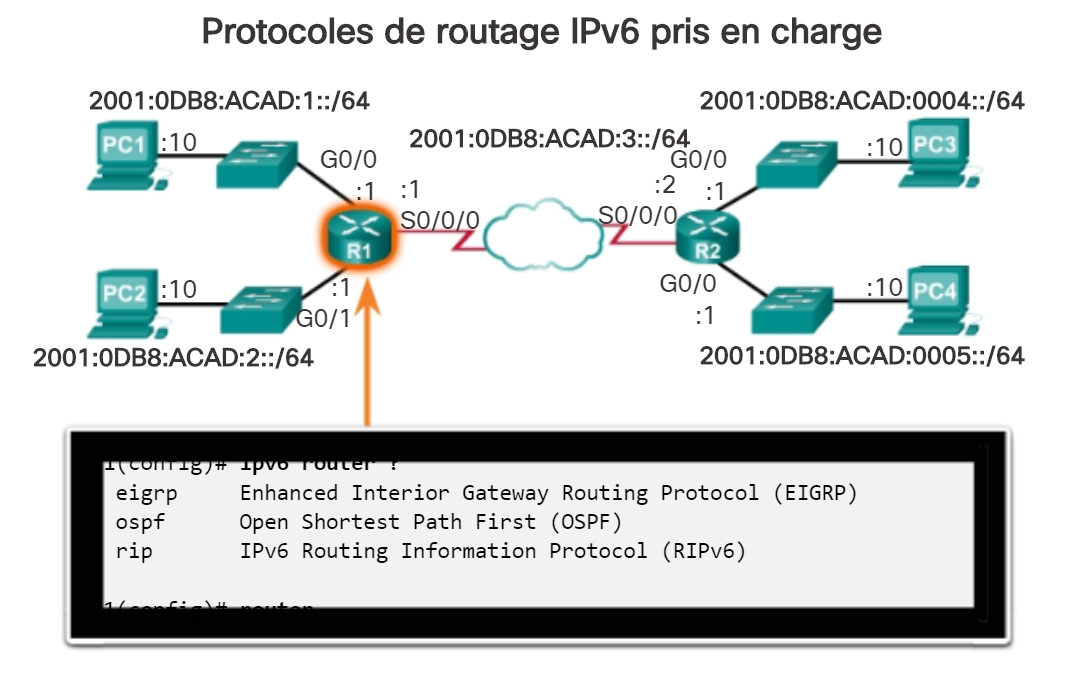 Protocoles de routage IPv6 pris en charge
2001:0DB8:ACAD:1::/64
2001:0DB8:ACAD:0004::/64
2001:0DB8:ACAD:3::/64
PC1
:10
G0/0
:1
:1
S0/0/0
R1
G0/0
:2
:1
S0/0/0
R2
:10
PC3
PC2
:10
:1
G0/1
G0/0
:1
:10
PC4
2001:0DB8:ACAD:2::/64
2001:0DB8:ACAD:0005::/64
1(config)# ipv6 router ?
eigrp Enhanced Interior Gateway Routing Protocol (EIGRP)
ospf Open Shortest Path First (OSPF)
rip IPv6 Routing Information Protocol (RIPv6)
1(config)# router